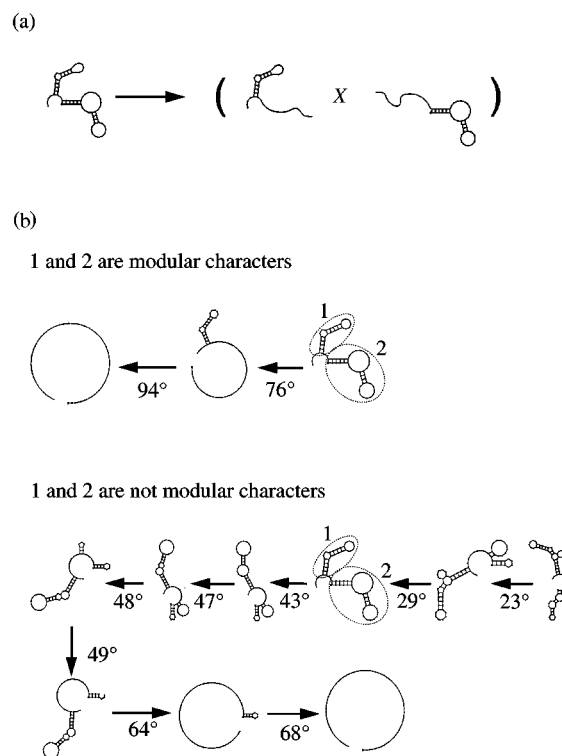 (a)
( X )
(b)
1 and 2 are modular characters
1
2
94° 76°
1 and 2 are not modular characters
1
2
48° 47° 43° 29° 23°
49°
64° 68°